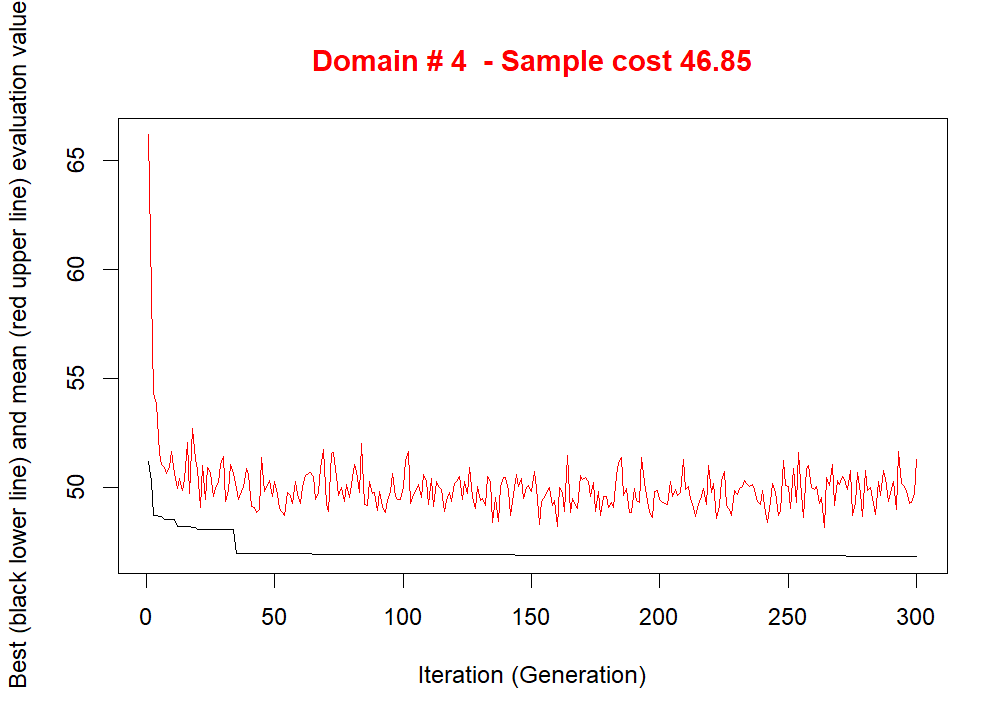 Domain # 4  - Sample cost 46.85
Best (black lower line) and mean (red upper line) evaluation value
65
60
55
50
0 50 100 150 200 250 300
Iteration (Generation)